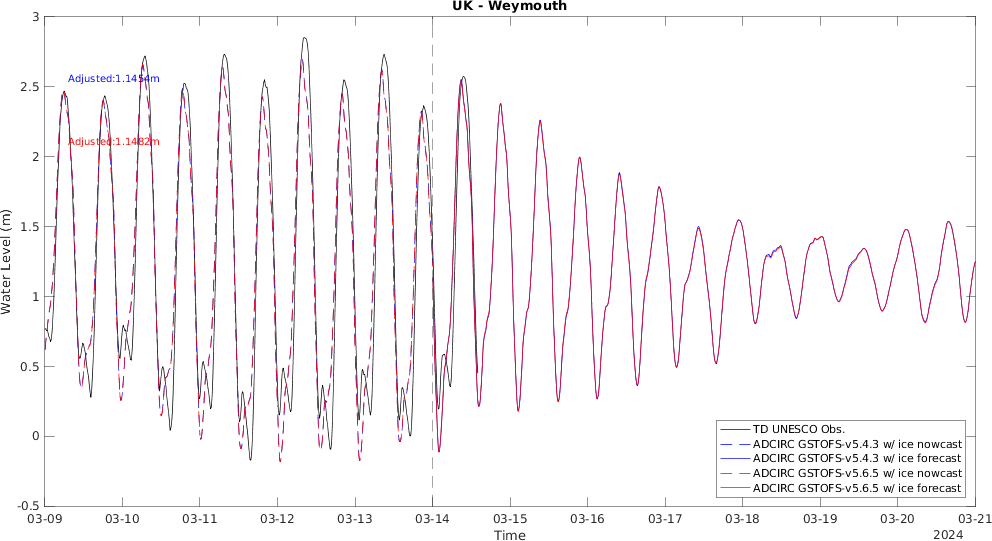 UK - Weymouth
3
2.5
2
1.5
1
0.5
0
-0.5
Water Level (m)
Adjusted:1.1454m
Adjusted:1.1482m
TD UNESCO Obs.
ADCIRC GSTOFS-v5.4.3 w/ ice nowcast
ADCIRC GSTOFS-v5.4.3 w/ ice forecast
ADCIRC GSTOFS-v5.6.5 w/ ice nowcast
ADCIRC GSTOFS-v5.6.5 w/ ice forecast
03-09 03-10 03-11 03-12 03-13 03-14 03-15 03-16 03-17 03-18 03-19 03-20 03-21
Time
2024